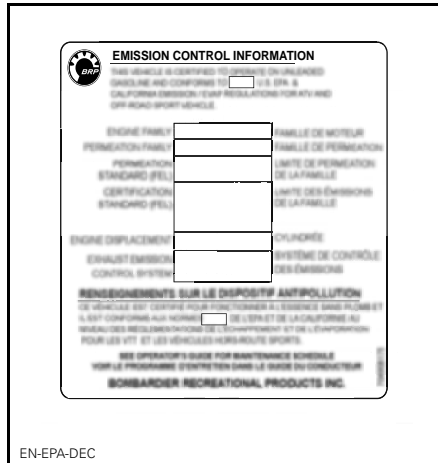 BRP
EMISSION CONTROL INFORMATION
THIS VEHICLE IS CERTIFIED TO OPERATE ON UNLEADED
GASOLINE AND CONFORMS TO U.S. EPA &
CALIFORNIA EMISSION / EVAP REGULATIONS FOR ATV AND
OFF-ROAD SPORT VEHICLE.
ENGINE FAMILY FAMILLE DE MOTEUR
PERMEATION FAMILY FAMILLE DE PERMEATION
PERMEATION LIMITE DE PERMEATION
STANDARD (FEL) DE LA FAMILLE
CERTIFICATION LIMITE DES ÉMISSIONS
STANDARD (FEL) DE LA FAMILLE
ENGINE DISPLACEMENT CYLINDRÉE
EXHAUST EMISSION SYSTÈME DE CONTRÔLE
CONTROL SYSTEM DES ÉMISSIONS
RENSEIGNEMENTS SUR LE DISPOSITIF ANTIPOLLUTION
CE VÉHICULE EST CERTIFIÉ POUR FONCTIONNER À L'ESSENCE SANS PLOMB ET
IL EST CONFORME AUX NORMES DE L'EPA ET DE LA CALIFORNIE AU
NIVEAU DES RÉGLEMENTATIONS DE L'ÉCHAPPEMENT ET DE L'ÉVAPORATION
POUR LES VTT ET LES VÉHICULES HORS-ROUTE SPORTS.
SEE OPERATOR'S GUIDE FOR MAINTENANCE SCHEDULE
VOIR LE PROGRAMME D'ENTRETIEN DANS LE GUIDE DU CONDUCTEUR
BOMBARDIER RECREATIONAL PRODUCTS INC.
EN-EPA-DEC